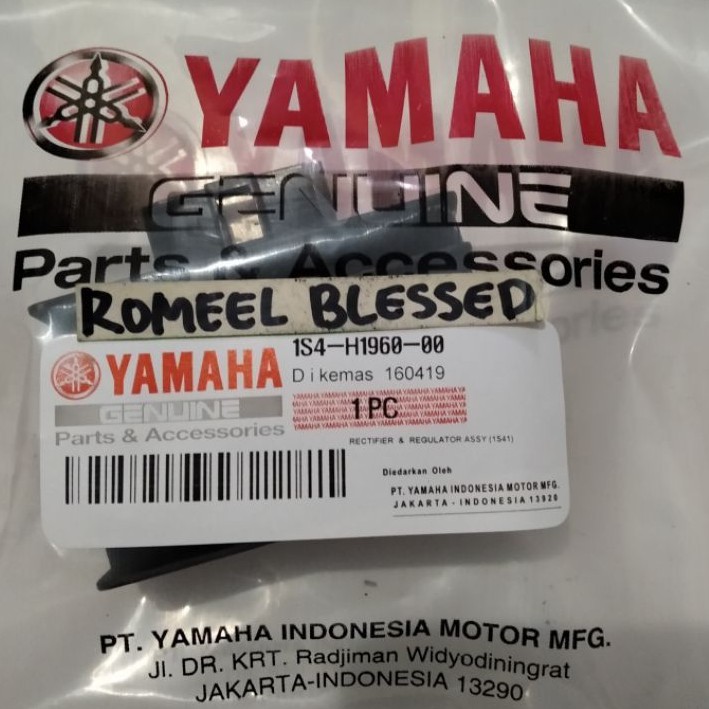 YAMAHA
GENUINE
Parts & Accessories
ROMEEL BLESSED
YAMAHA
GENUINE
Parts & Accessories
1S4-H1960-00
Dikemas 160419
1PC
RECTIFIER & REGULATOR ASSY (1S41)
Diedarkan Oleh
PT. YAMAHA INDONESIA MOTOR MFG.
JAKARTA - INDONESIA 13920
PT. YAMAHA INDONESIA MOTOR MFG.
Jl. DR. KRT. Radjiman Widyodiningrat
JAKARTA-INDONESIA 13290